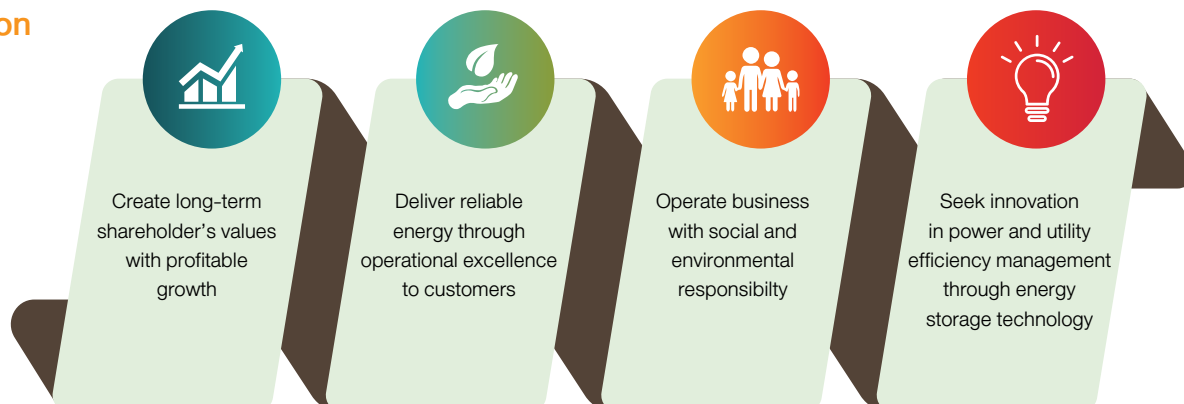 on
Create long-term
shareholder's values
with profitable
growth
Deliver reliable
energy through
operational excellence
to customers
Operate business
with social and
environmental
responsibilty
Seek innovation
in power and utility
efficiency management
through energy
storage technology